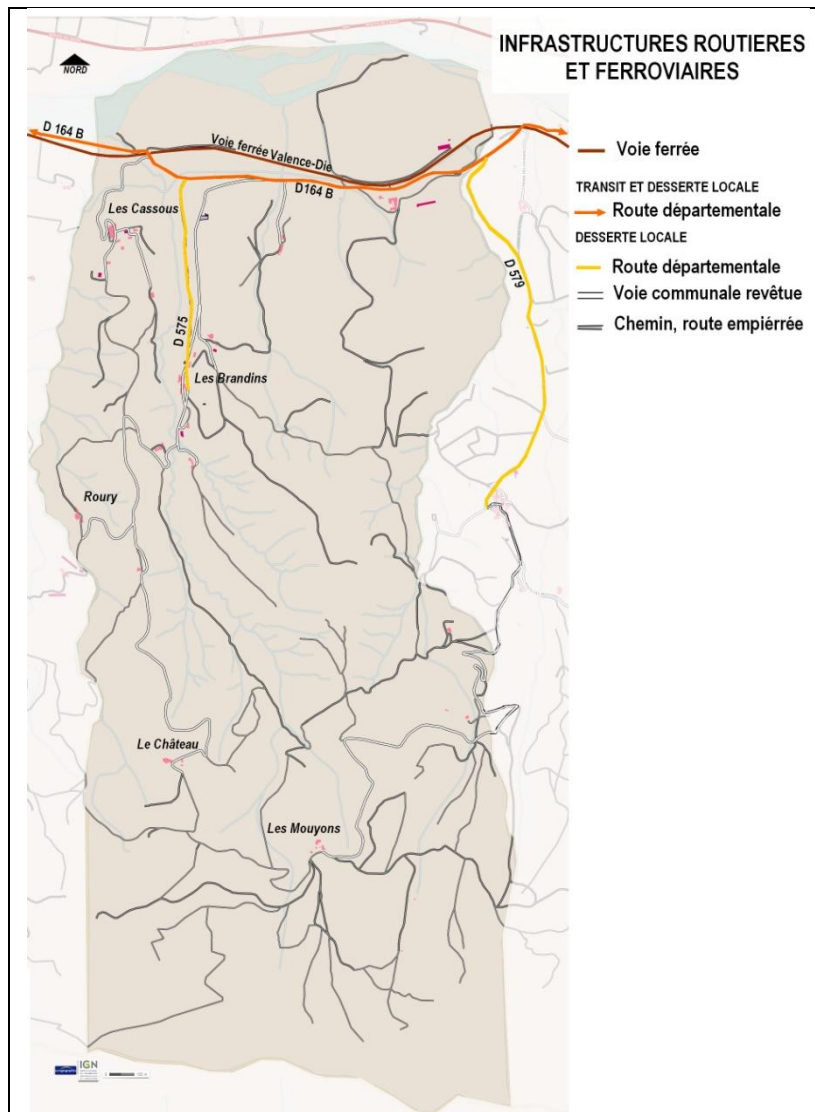 INFRASTRUCTURES ROUTIERES
ET FERROVIAIRES
NORD
D 164 B
Voie ferrée Valence-Die
D164 B
Voie ferrée
TRANSIT ET DESSERTE LOCALE
Route départementale
DESSERTE LOCALE
Route départementale
Voie communale revêtue
Chemin, route empiérrée
Les Cassous
D 579
D 575
Les Brandins
Roury
Le Château
Les Mouyons
IGN